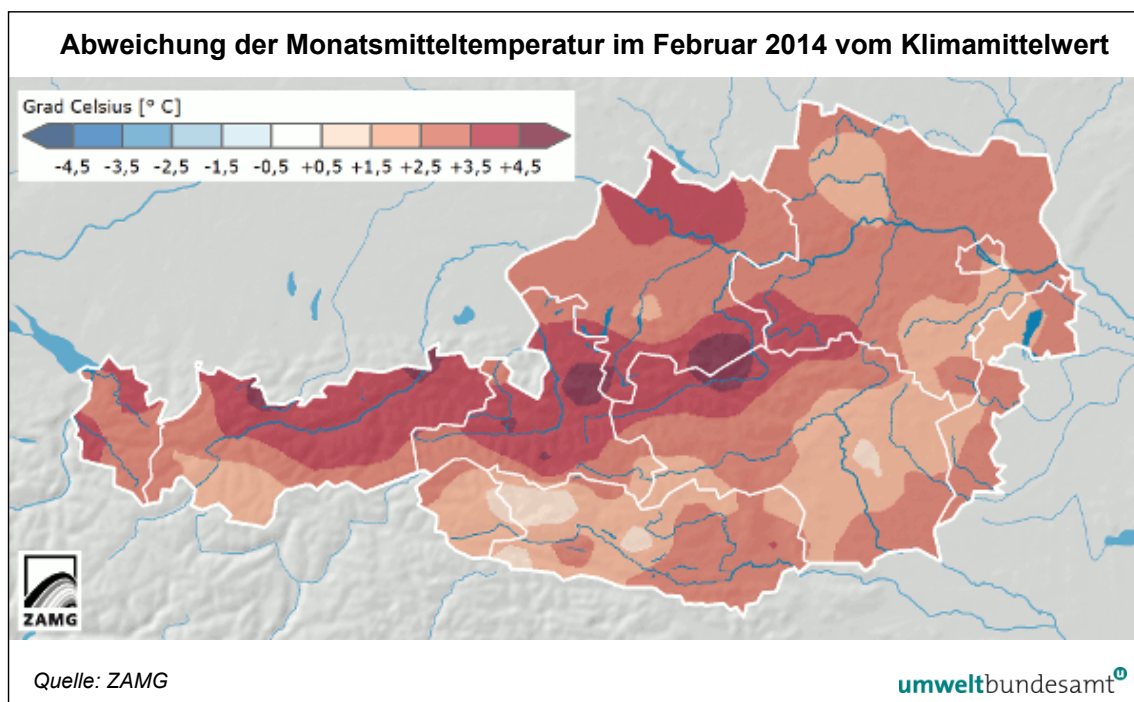 Abweichung der Monatsmitteltemperatur im Februar 2014 vom Klimamittelwert
Grad Celsius [° C]
-4,5 -3,5 -2,5 -1,5 -0,5 +0,5 +1,5 +2,5 +3,5 +4,5
ZAMG
Quelle: ZAMG
umweltbundesamt u